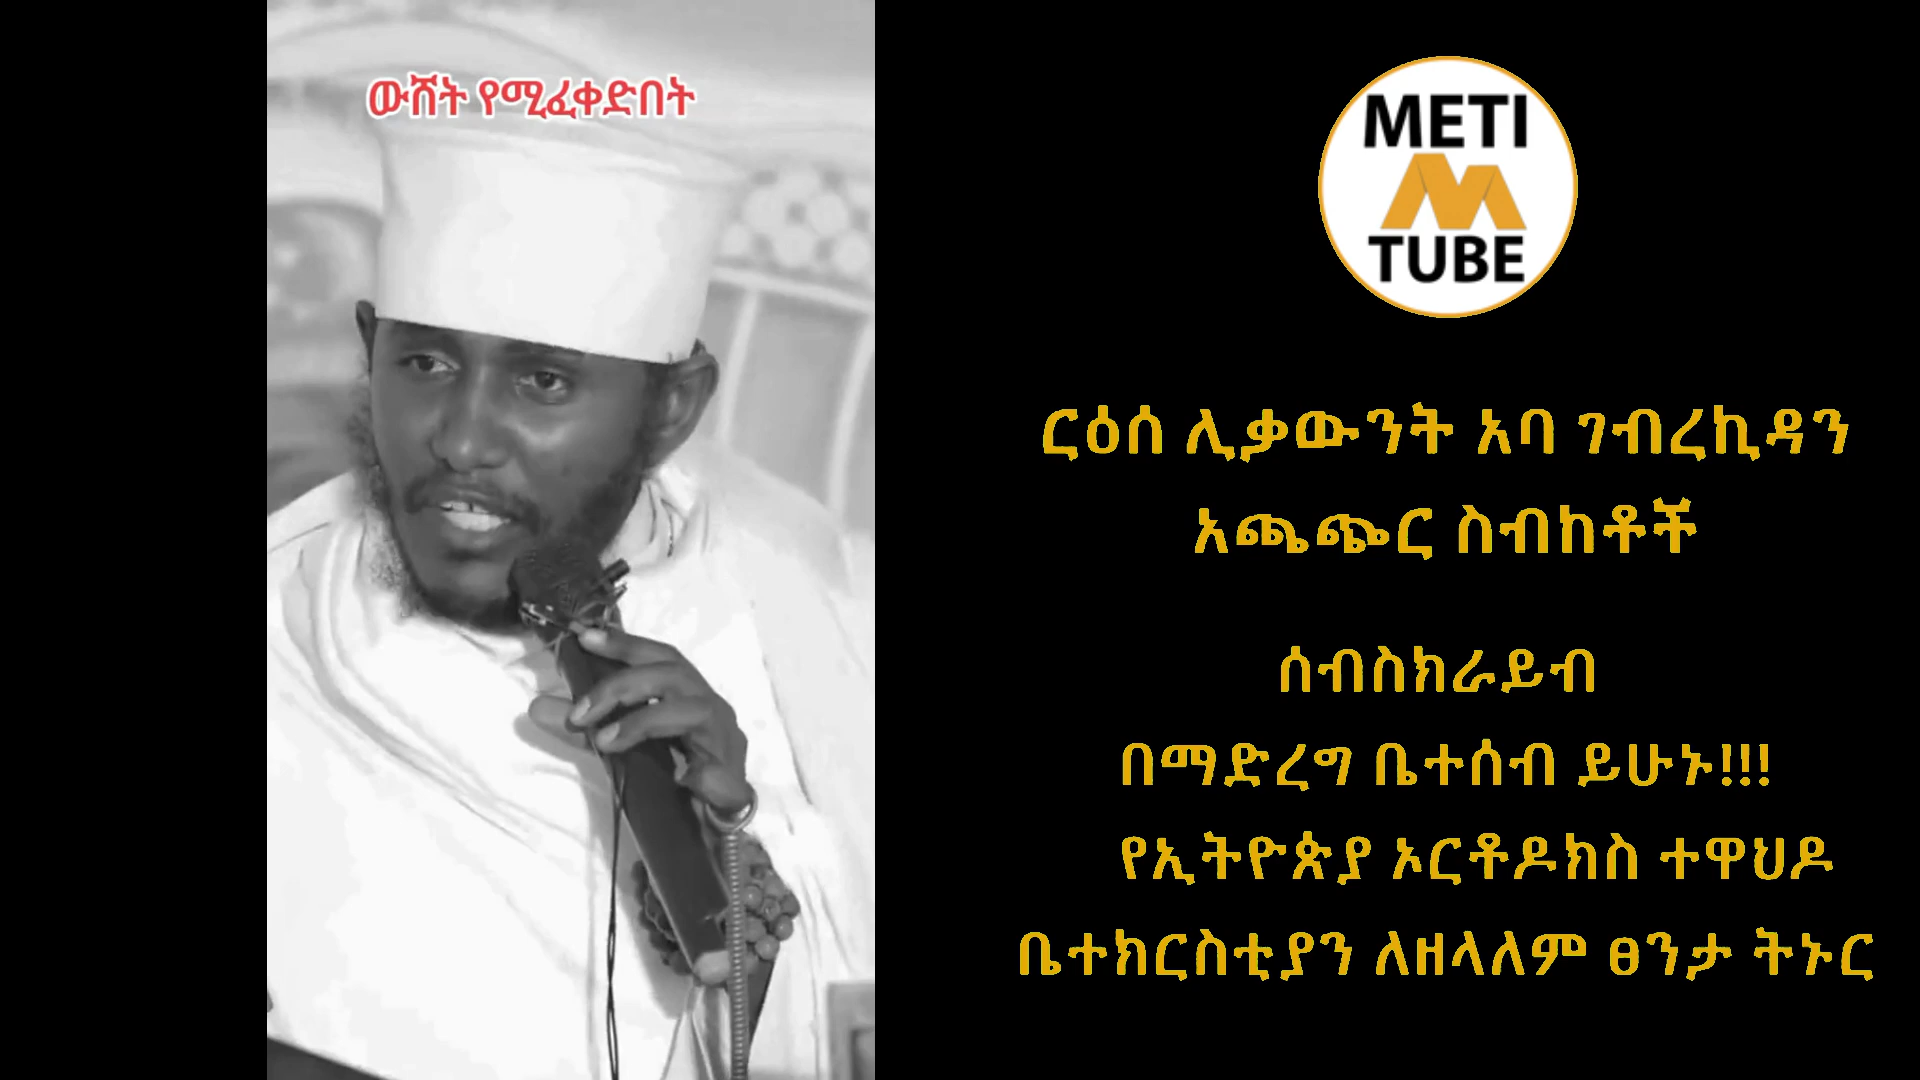 ውሸት የሚፈቀድበት
METI
TUBE
ርዕሰ ሊቃውንት አባ ገብረኪዳን
አጫጭር ስብከቶች
ሰብስክራይብ
በማድረግ ቤተሰብ ይሁኑ!!!
የኢትዮጵያ ኦርቶዶክስ ተዋህዶ
ቤተክርስቲያን ለዘላለም ፀንታ ትኑር